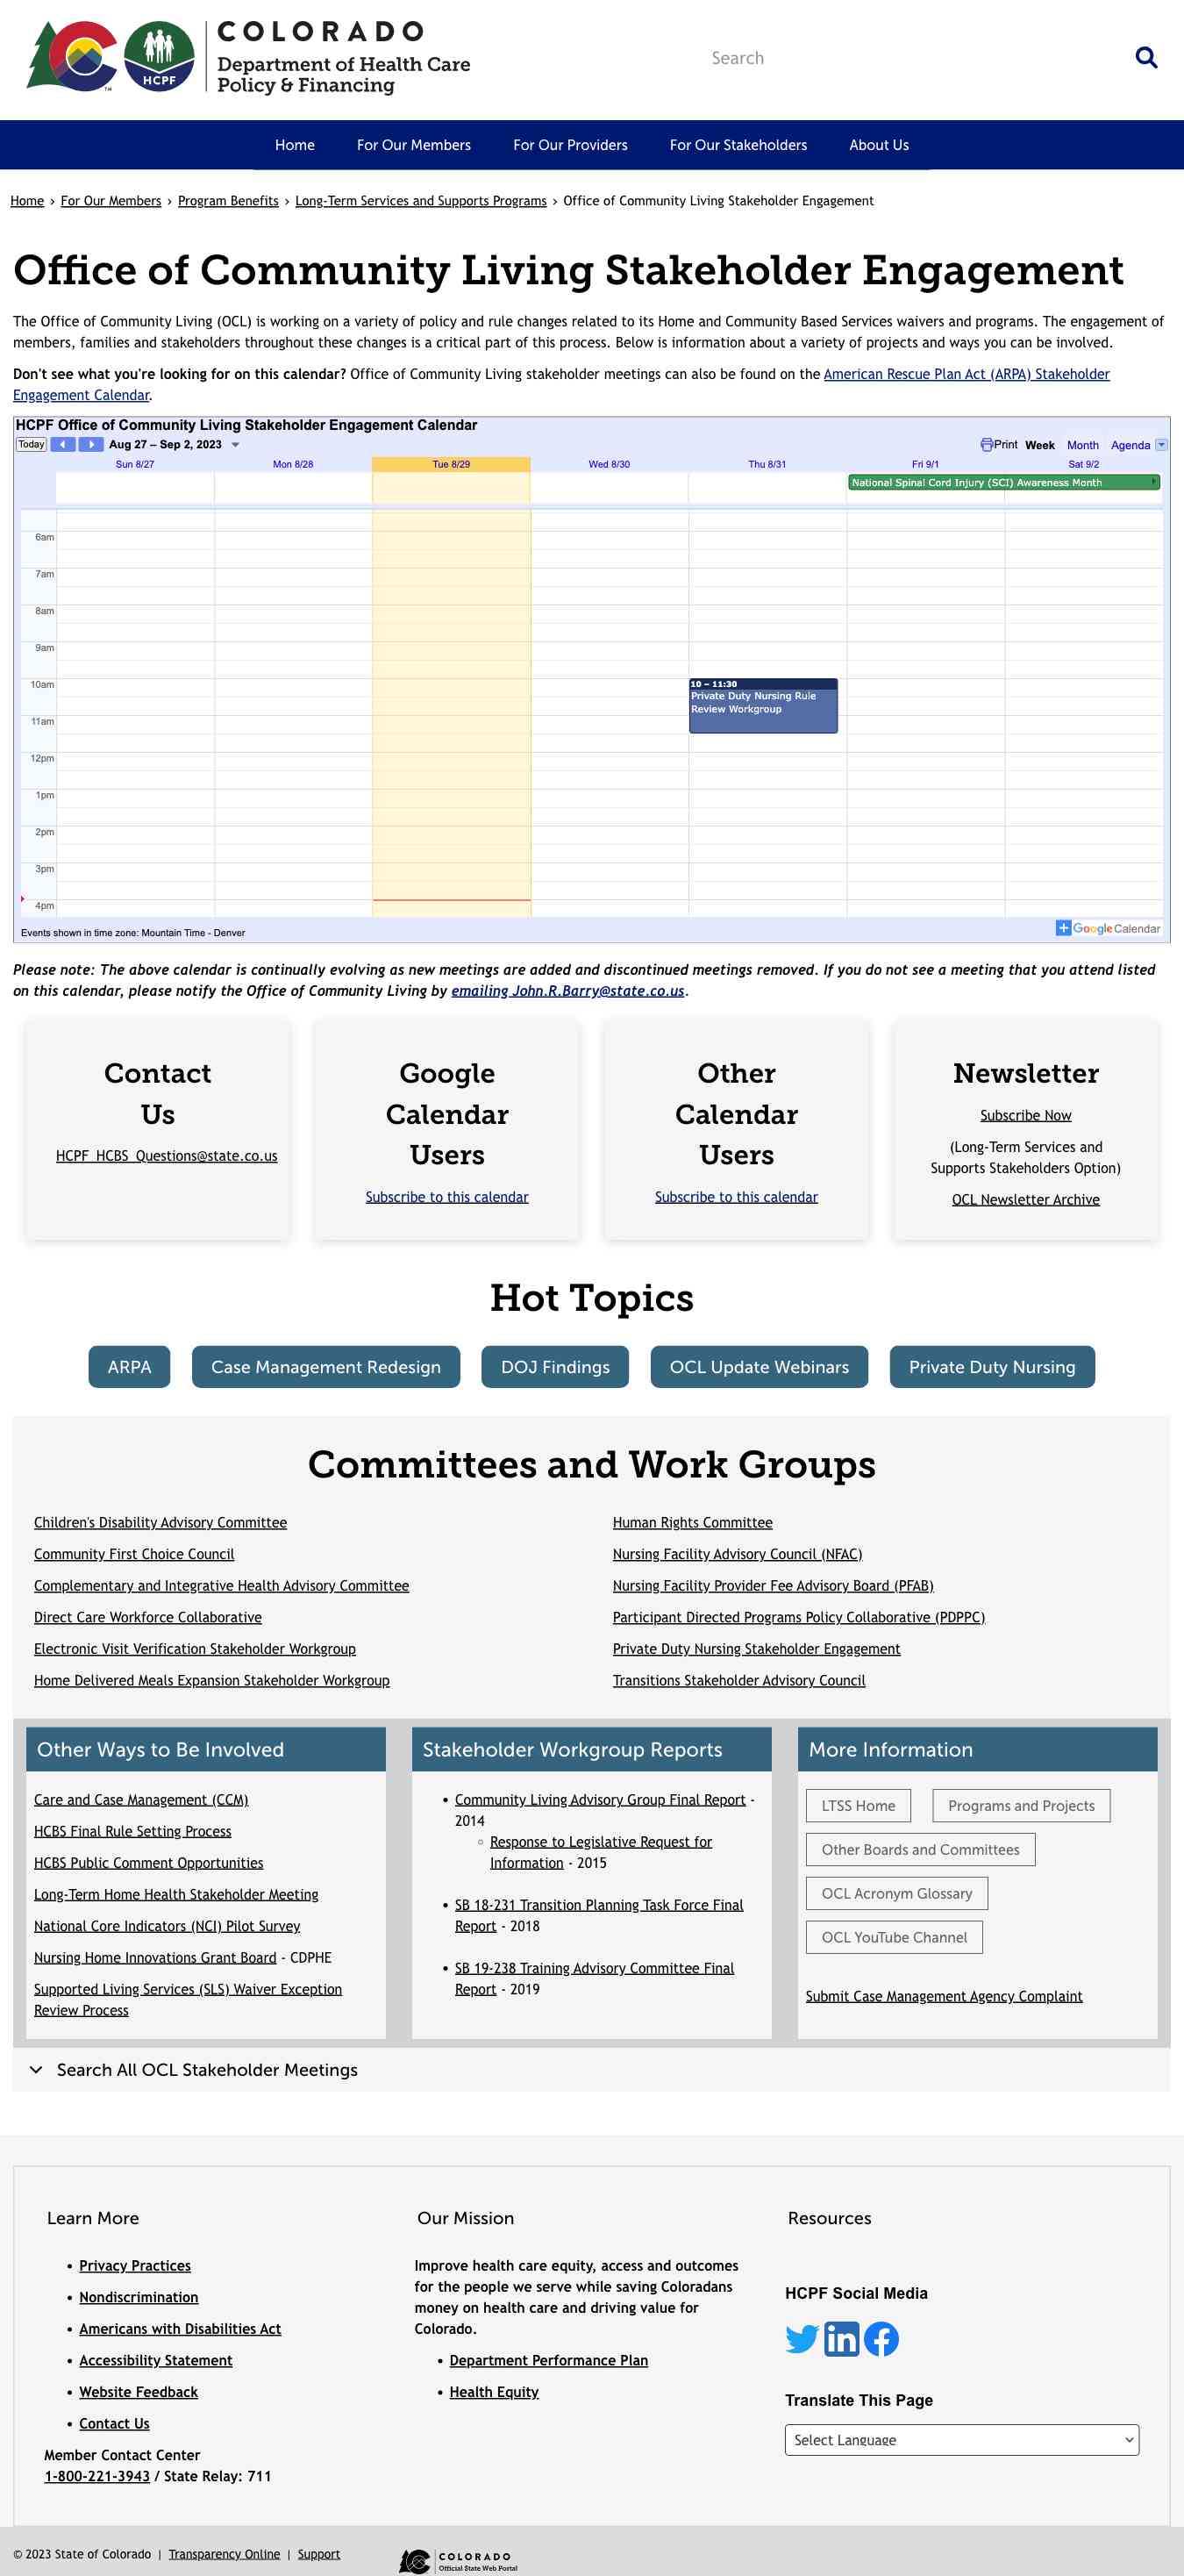 COLORADO
Department of Health Care
Policy & Financing
HCPF
TM
Search
Home
For Our Members
For Our Providers
For Our Stakeholders
About Us
Home › For Our Members › Program Benefits › Long-Term Services and Supports Programs › Office of Community Living Stakeholder Engagement
Office of Community Living Stakeholder Engagement
The Office of Community Living (OCL) is working on a variety of policy and rule changes related to its Home and Community Based Services waivers and programs. The engagement of
members, families and stakeholders throughout these changes is a critical part of this process. Below is information about a variety of projects and ways you can be involved.
Don't see what you're looking for on this calendar? Office of Community Living stakeholder meetings can also be found on the American Rescue Plan Act (ARPA) Stakeholder
Engagement Calendar.
HCPF Office of Community Living Stakeholder Engagement Calendar
Today Aug 27 – Sep 2, 2023 Print Week Month Agenda
Sun 8/27 Mon 8/28 Tue 8/29 Wed 8/30 Thu 8/31 Fri 9/1 Sat 9/2
National Spinal Cord Injury (SCI) Awareness Month
6am
7am
8am
9am
10am
10 – 11:30
Private Duty Nursing Rule
Review Workgroup
11am
12pm
1pm
2pm
3pm
4pm
Events shown in time zone: Mountain Time - Denver
Google Calendar
Please note: The above calendar is continually evolving as new meetings are added and discontinued meetings removed. If you do not see a meeting that you attend listed
on this calendar, please notify the Office of Community Living by emailing John.R.Barry@state.co.us.
Contact
Us
HCPF_HCBS_Questions@state.co.us
Google
Calendar
Users
Subscribe to this calendar
Other
Calendar
Users
Subscribe to this calendar
Newsletter
Subscribe Now
(Long-Term Services and
Supports Stakeholders Option)
OCL Newsletter Archive
Hot Topics
ARPA
Case Management Redesign
DOJ Findings
OCL Update Webinars
Private Duty Nursing
Committees and Work Groups
Children's Disability Advisory Committee
Community First Choice Council
Complementary and Integrative Health Advisory Committee
Direct Care Workforce Collaborative
Electronic Visit Verification Stakeholder Workgroup
Home Delivered Meals Expansion Stakeholder Workgroup
Human Rights Committee
Nursing Facility Advisory Council (NFAC)
Nursing Facility Provider Fee Advisory Board (PFAB)
Participant Directed Programs Policy Collaborative (PDPPC)
Private Duty Nursing Stakeholder Engagement
Transitions Stakeholder Advisory Council
Other Ways to Be Involved
Care and Case Management (CCM)
HCBS Final Rule Setting Process
HCBS Public Comment Opportunities
Long-Term Home Health Stakeholder Meeting
National Core Indicators (NCI) Pilot Survey
Nursing Home Innovations Grant Board - CDPHE
Supported Living Services (SLS) Waiver Exception
Review Process
Stakeholder Workgroup Reports
• Community Living Advisory Group Final Report -
2014
◦ Response to Legislative Request for
Information - 2015
• SB 18-231 Transition Planning Task Force Final
Report - 2018
• SB 19-238 Training Advisory Committee Final
Report - 2019
More Information
LTSS Home
Programs and Projects
Other Boards and Committees
OCL Acronym Glossary
OCL YouTube Channel
Submit Case Management Agency Complaint
Search All OCL Stakeholder Meetings
Learn More
• Privacy Practices
• Nondiscrimination
• Americans with Disabilities Act
• Accessibility Statement
• Website Feedback
• Contact Us
Member Contact Center
1-800-221-3943 / State Relay: 711
Our Mission
Improve health care equity, access and outcomes
for the people we serve while saving Coloradans
money on health care and driving value for
Colorado.
• Department Performance Plan
• Health Equity
Resources
HCPF Social Media
Translate This Page
Select Language
© 2023 State of Colorado | Transparency Online | Support
COLORADO
Official State Web Portal